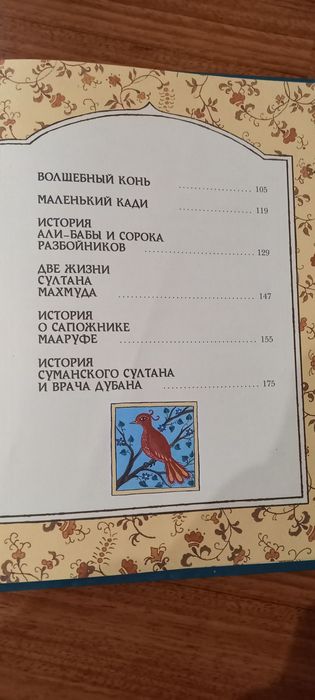 ВОЛШЕБНЫЙ КОНЬ ..................... 105
МАЛЕНЬКИЙ КАДИ ..................... 119
ИСТОРИЯ
АЛИ-БАБЫ И СОРОКА
РАЗБОЙНИКОВ ..................... 129
ДВЕ ЖИЗНИ
СУЛТАНА
МАХМУДА ..................... 147
ИСТОРИЯ
О САПОЖНИКЕ
МААРУФЕ ..................... 155
ИСТОРИЯ
СУМАНСКОГО СУЛТАНА
И ВРАЧА ДУБАНА ..................... 175